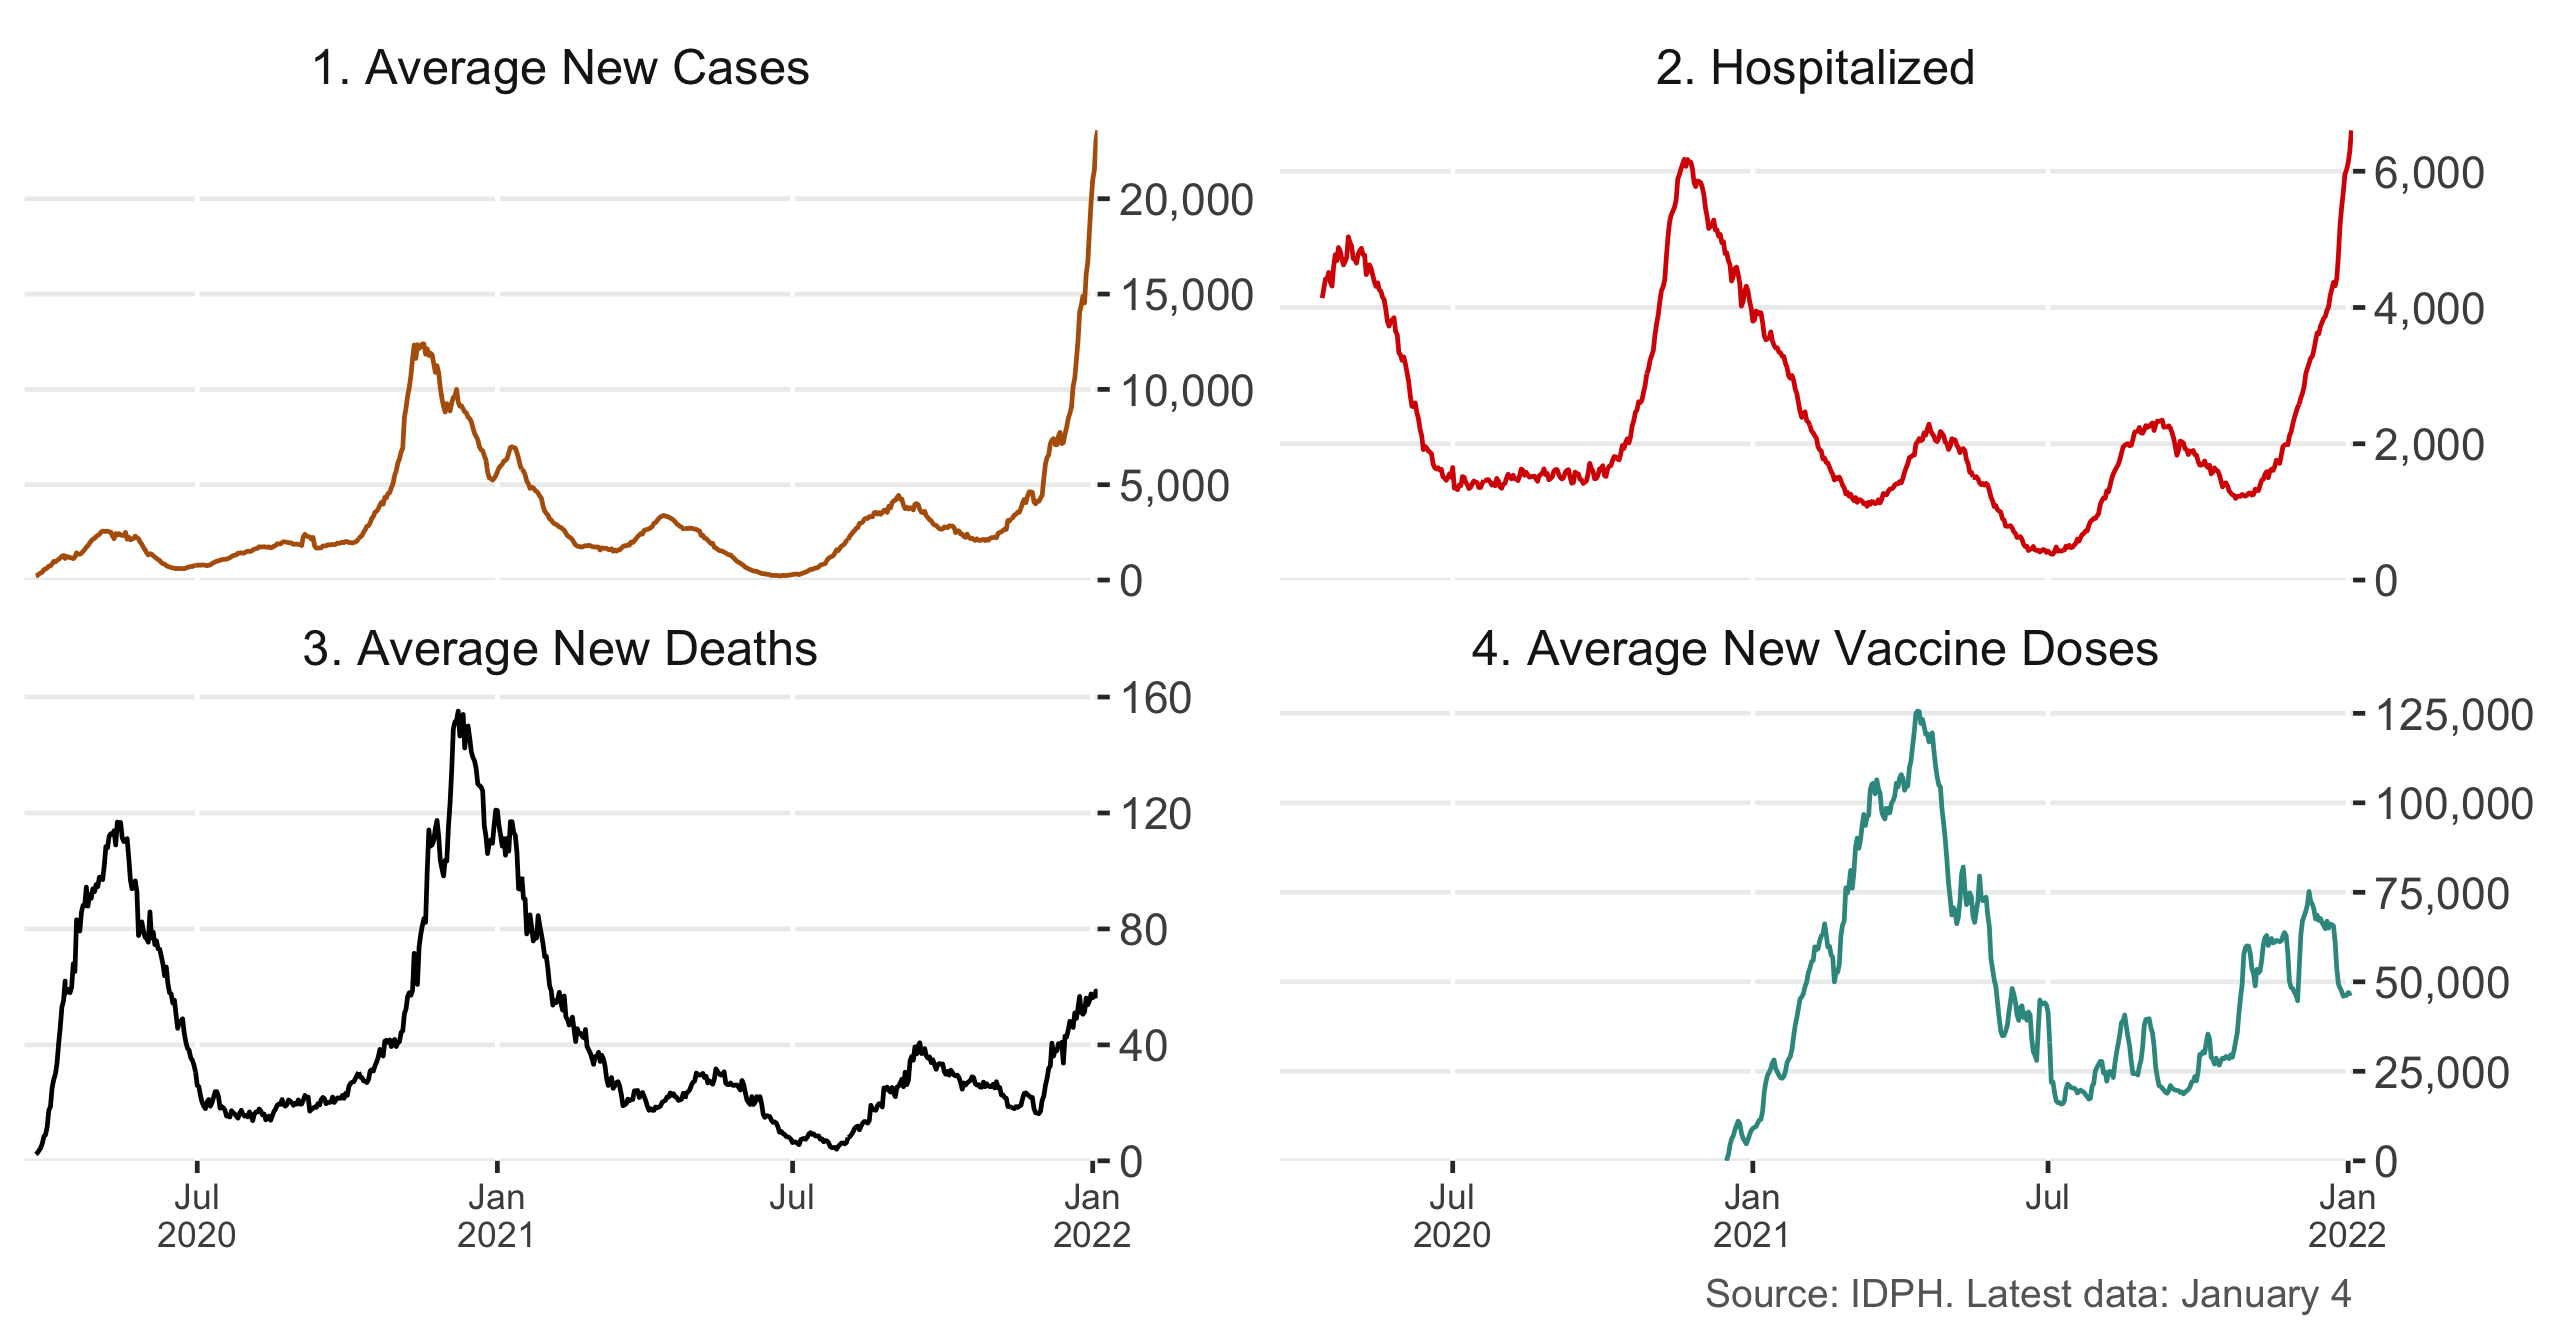 1. Average New Cases
20,000
15,000
10,000
5,000
0
2. Hospitalized
6,000
4,000
2,000
0
3. Average New Deaths
160
120
80
40
0
Jul
2020
Jan
2021
Jul
Jan
2022
4. Average New Vaccine Doses
125,000
100,000
75,000
50,000
25,000
0
Jul
2020
Jan
2021
Jul
Jan
2022
Source: IDPH. Latest data: January 4